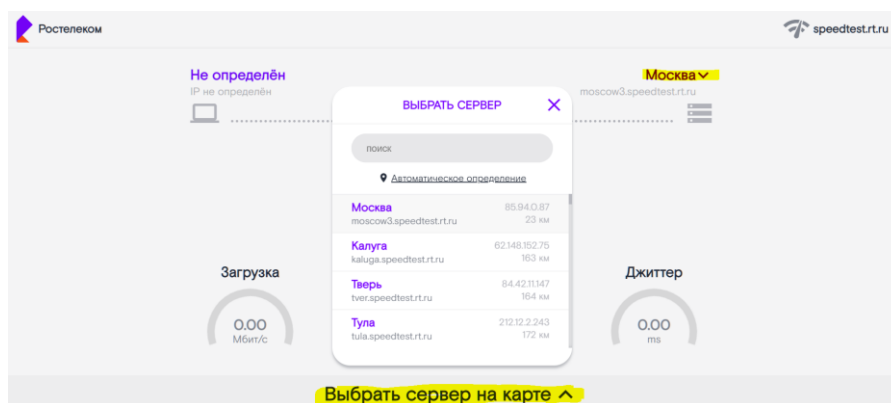 Ростелеком
speedtest.rt.ru
Не определён
IP не определён
Москва
moscow3.speedtest.rt.ru
ВЫБРАТЬ СЕРВЕР
поиск
Автоматическое определение
Москва 85.94.0.87
moscow3.speedtest.rt.ru 23 км
Калуга 62.148.152.75
kaluga.speedtest.rt.ru 163 км
Тверь 84.42.11.147
tver.speedtest.rt.ru 164 км
Тула 212.12.2.243
tula.speedtest.rt.ru 172 км
Загрузка
0.00
Мбит/с
Джиттер
0.00
ms
Выбрать сервер на карте